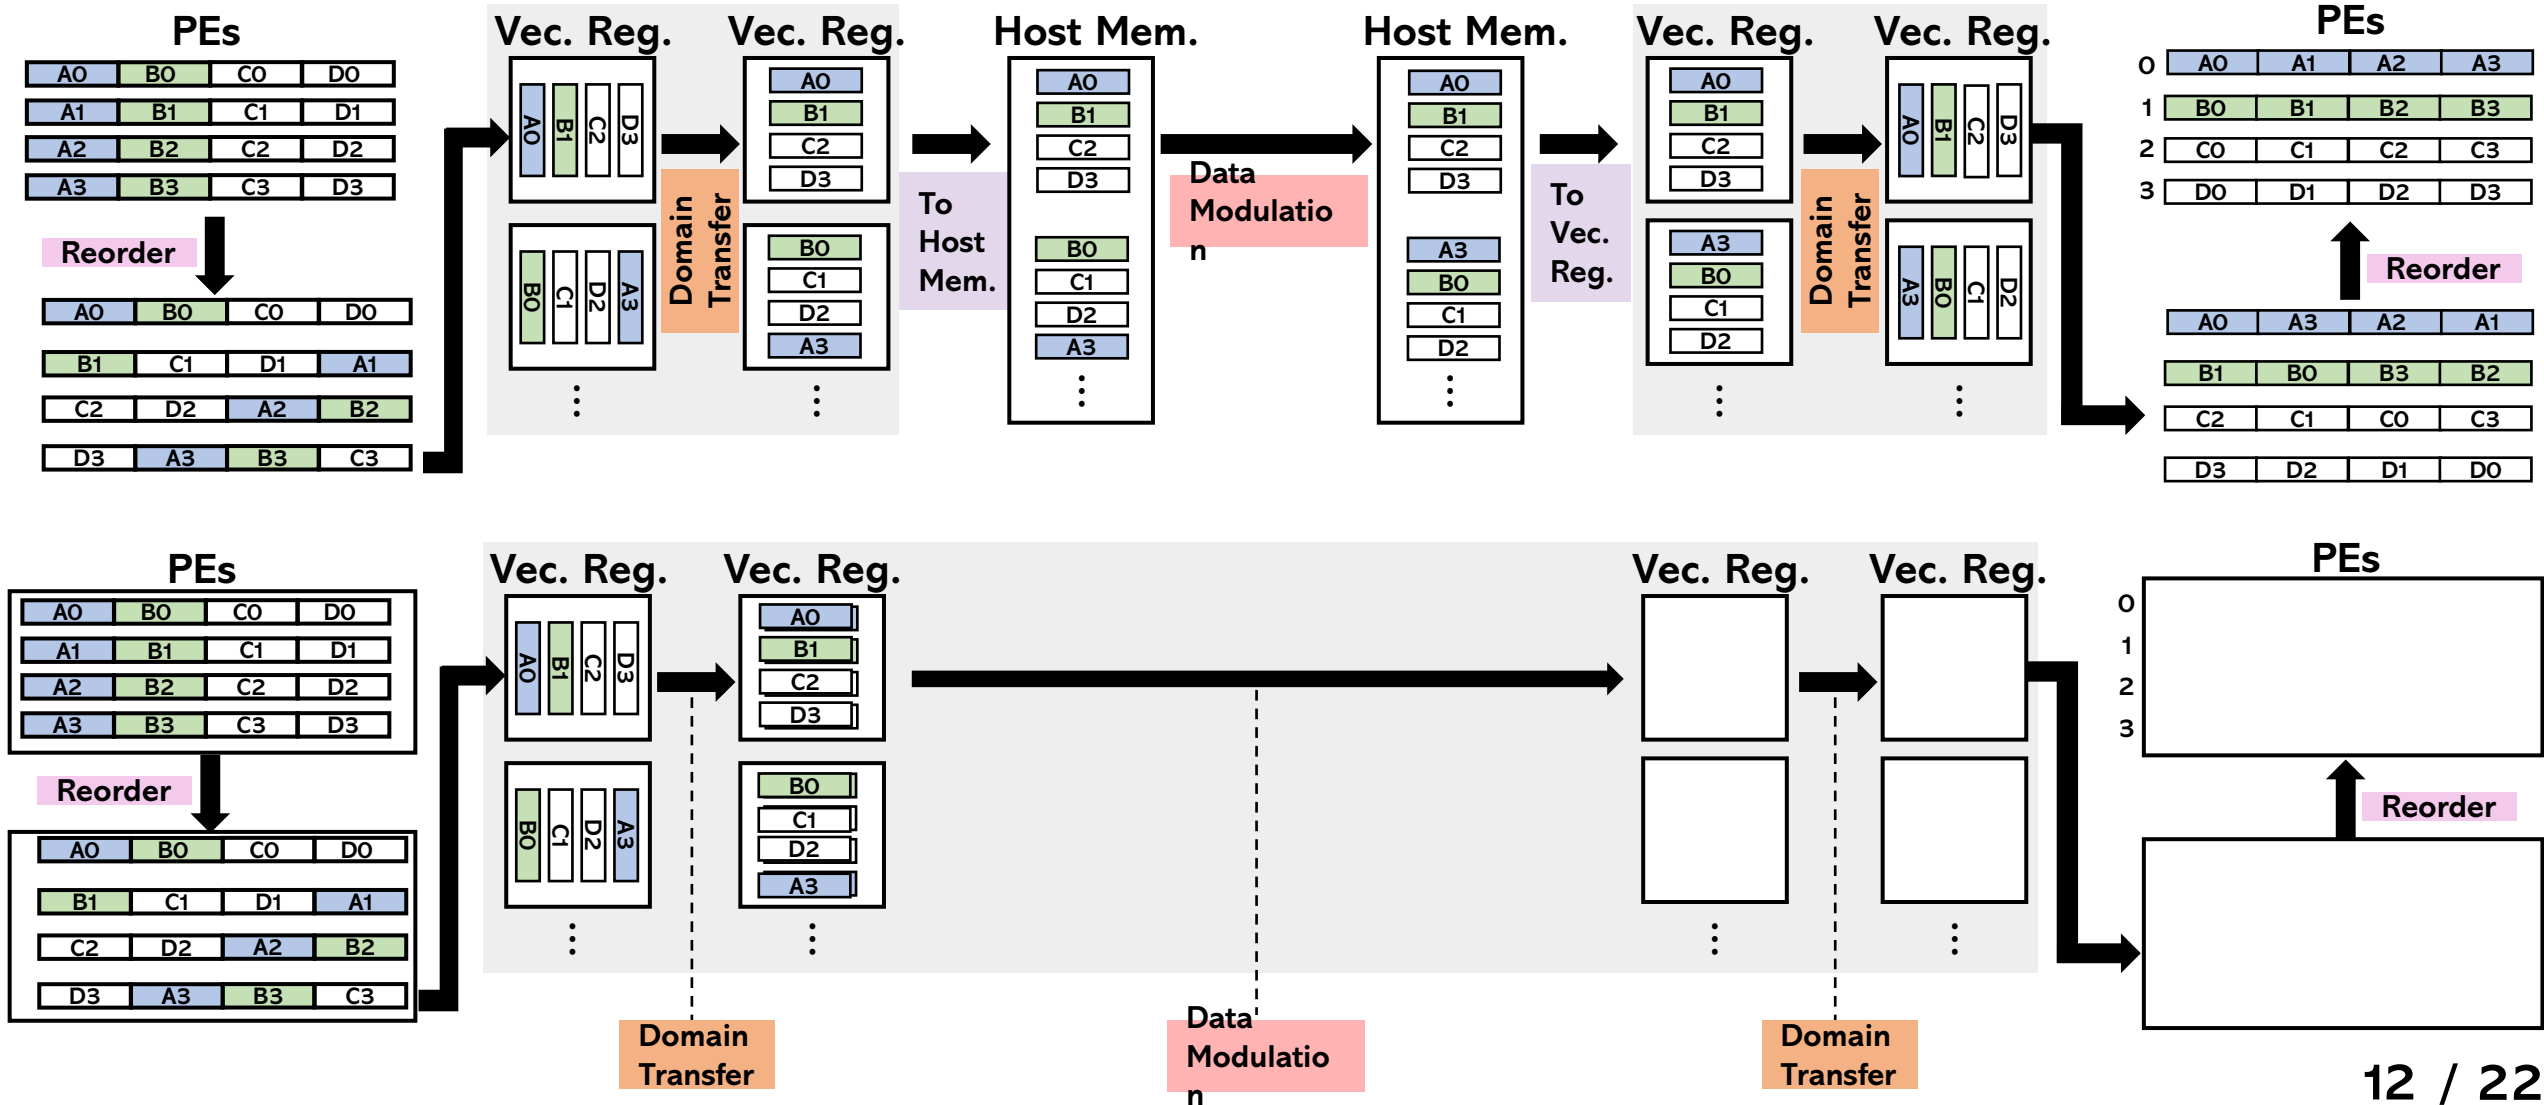 PEs
Vec. Reg.
Vec. Reg.
Host Mem.
Host Mem.
Vec. Reg.
Vec. Reg.
PEs
A0 B0 C0 D0
A1 B1 C1 D1
A2 B2 C2 D2
A3 B3 C3 D3
Reorder
A0 B0 C0 D0
B1 C1 D1 A1
C2 D2 A2 B2
D3 A3 B3 C3
A0 B1 C2 D3
B0 C1 D2 A3
⋮
Domain
Transfer
A0
B1
C2
D3
B0
C1
D2
A3
⋮
To
Host
Mem.
A0
B1
C2
D3
B0
C1
D2
A3
⋮
Data
Modulatio
n
A0
B1
C2
D3
A3
B0
C1
D2
⋮
To
Vec.
Reg.
A0
B1
C2
D3
A3
B0
C1
D2
⋮
Domain
Transfer
A0 B1 C2 D3
A3 B0 C1 D2
⋮
0 A0 A1 A2 A3
1 B0 B1 B2 B3
2 C0 C1 C2 C3
3 D0 D1 D2 D3
Reorder
A0 A3 A2 A1
B1 B0 B3 B2
C2 C1 C0 C3
D3 D2 D1 D0
PEs
Vec. Reg.
Vec. Reg.
Vec. Reg.
Vec. Reg.
PEs
A0 B0 C0 D0
A1 B1 C1 D1
A2 B2 C2 D2
A3 B3 C3 D3
Reorder
A0 B0 C0 D0
B1 C1 D1 A1
C2 D2 A2 B2
D3 A3 B3 C3
A0 B1 C2 D3
B0 C1 D2 A3
⋮
A0
B1
C2
D3
B0
C1
D2
A3
⋮
⋮
⋮
0
1
2
3
Reorder
Domain
Transfer
Data
Modulatio
n
Domain
Transfer
12 / 22